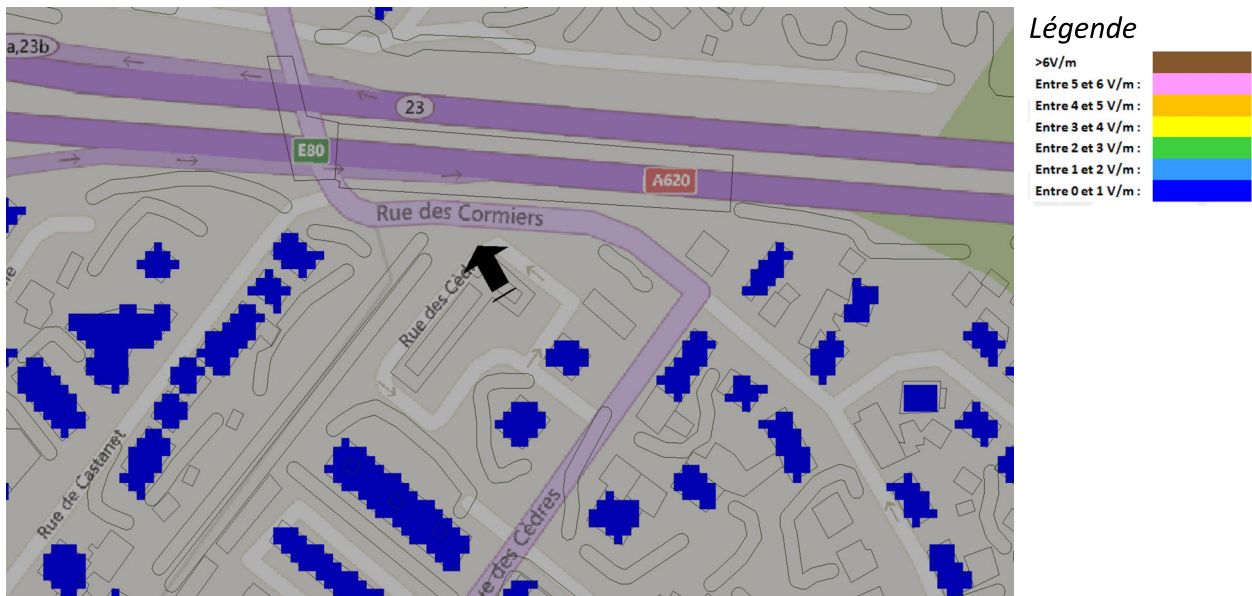 Légende
>6V/m
Entre 5 et 6 V/m :
Entre 4 et 5 V/m :
Entre 3 et 4 V/m :
Entre 2 et 3 V/m :
Entre 1 et 2 V/m :
Entre 0 et 1 V/m :
a,23b
23
E80
A620
Rue des Cormiers
Rue des
Rue de Castanet
ue des Cèdres